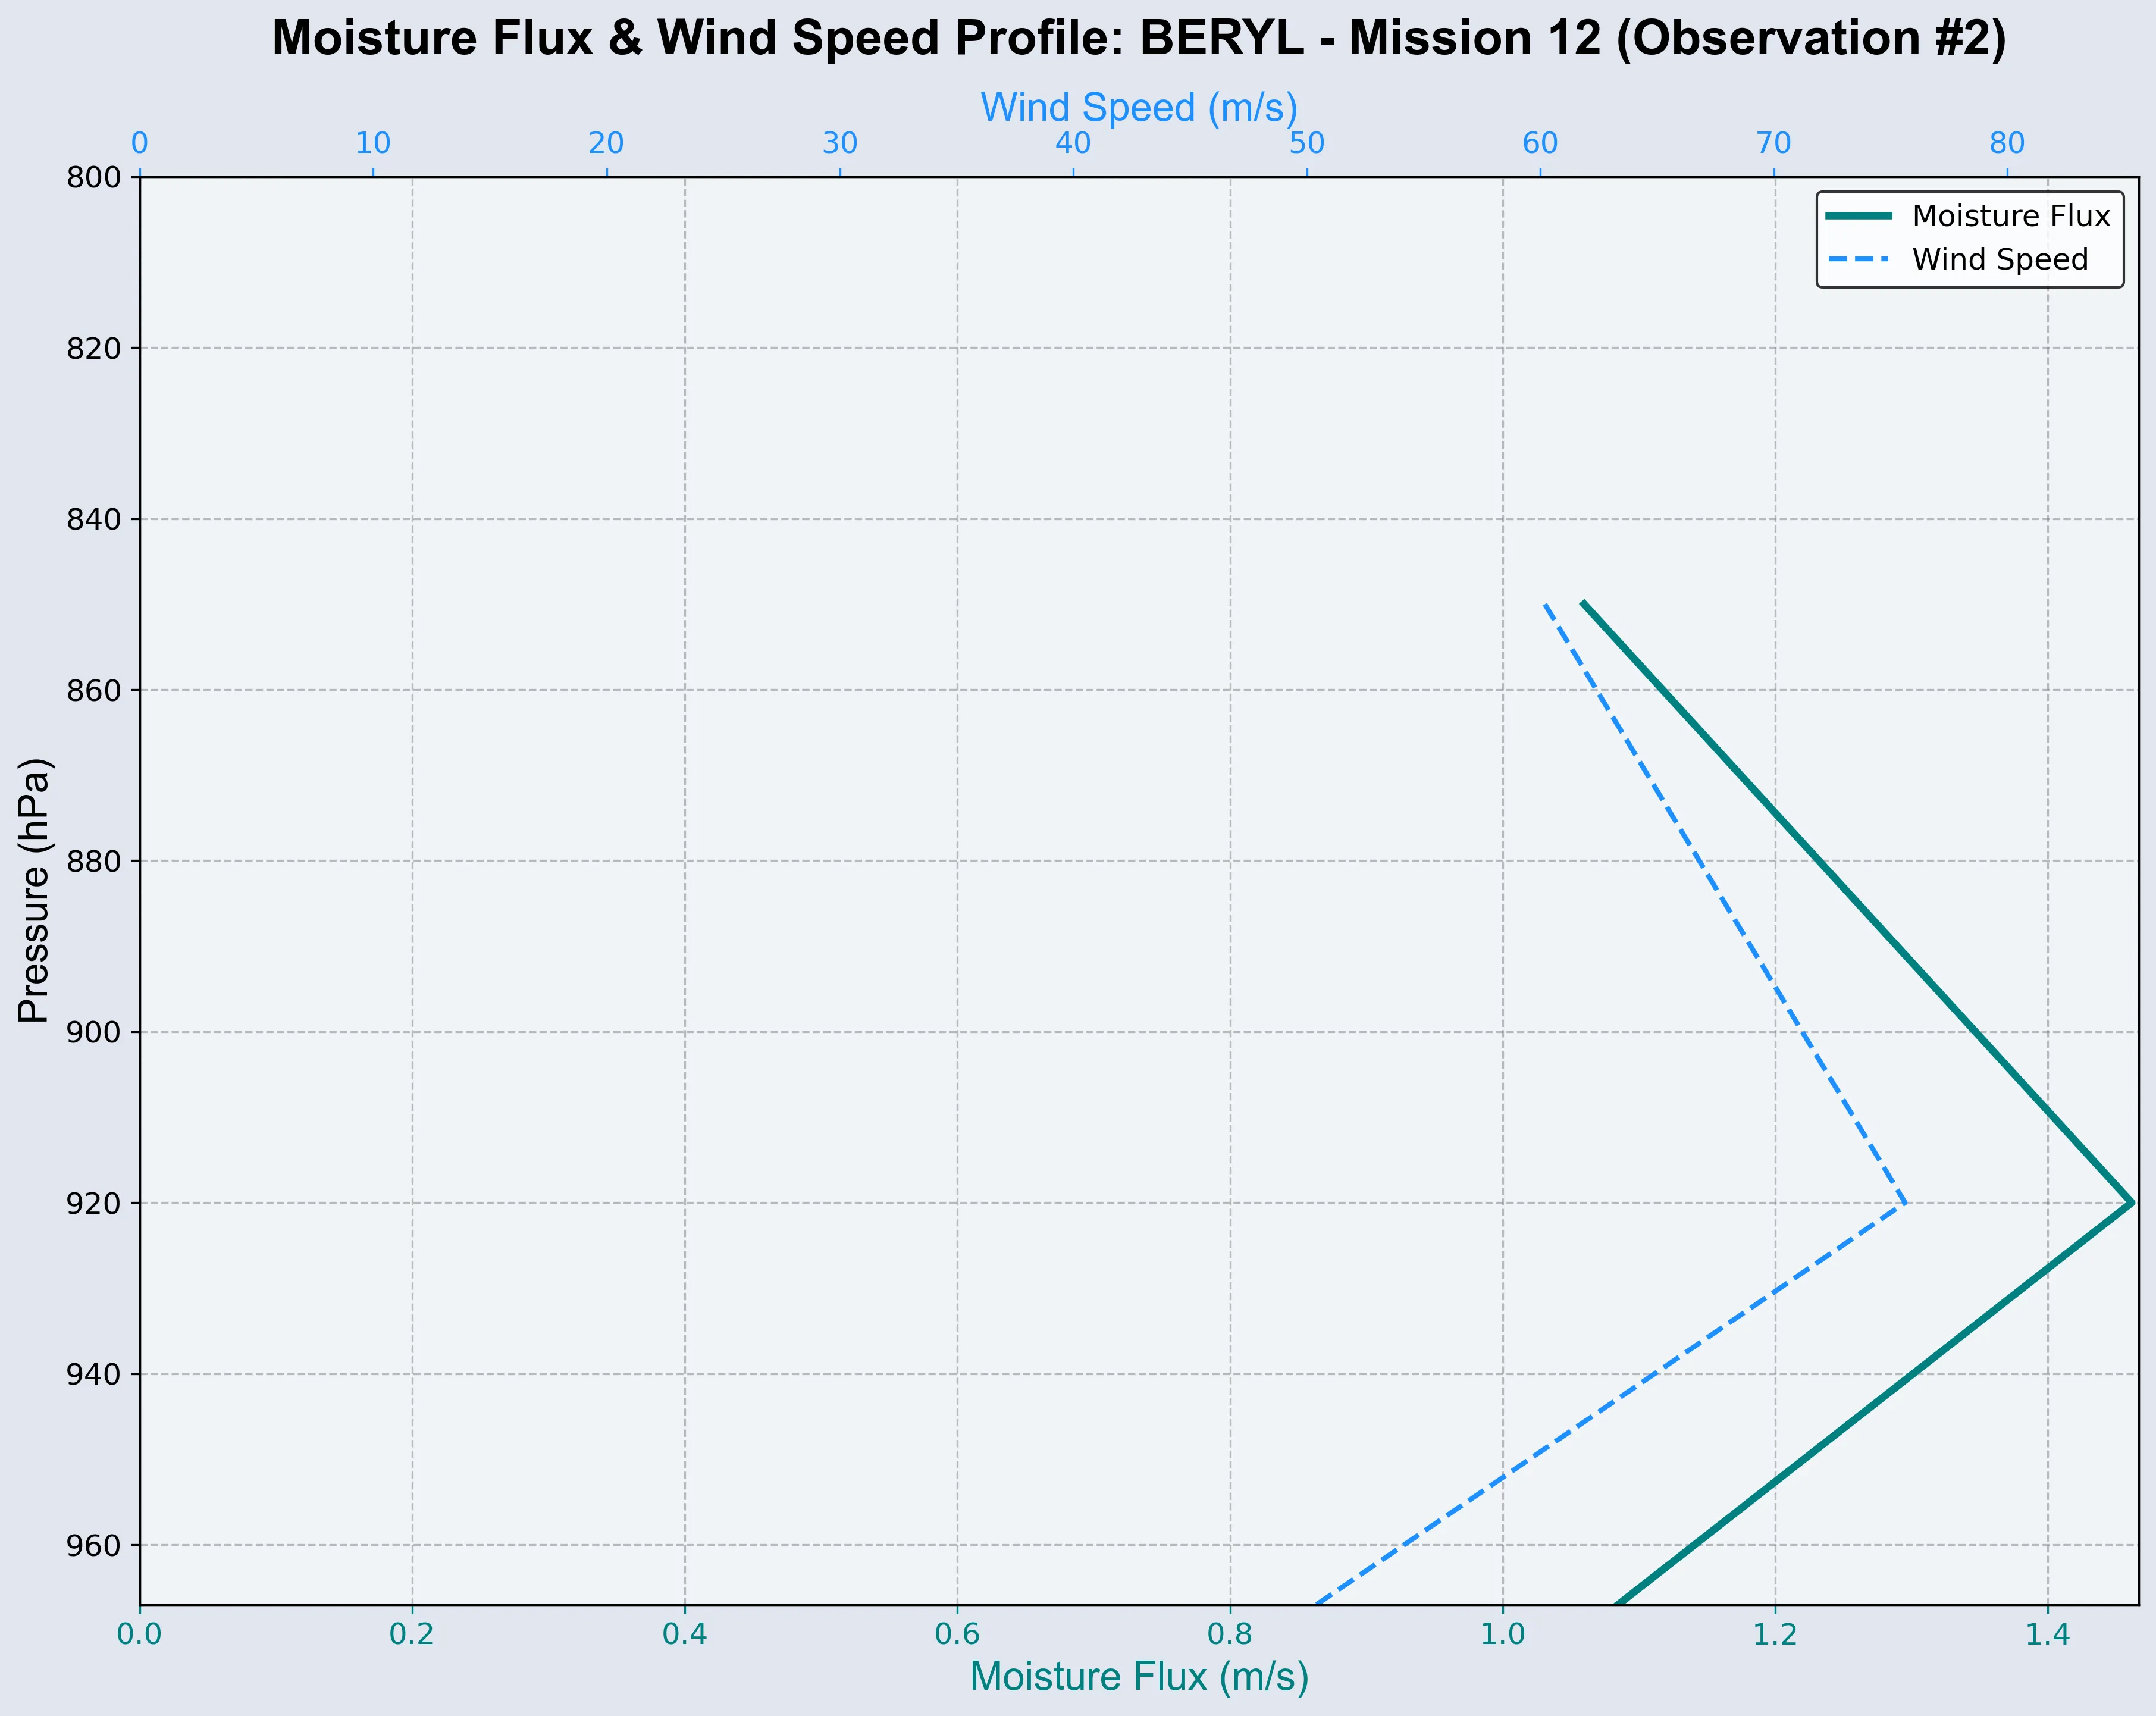 Moisture Flux & Wind Speed Profile: BERYL - Mission 12 (Observation #2)
Wind Speed (m/s)
0 10 20 30 40 50 60 70 80
Moisture Flux
Wind Speed
Pressure (hPa)
800
820
840
860
880
900
920
940
960
0.0 0.2 0.4 0.6 0.8 1.0 1.2 1.4
Moisture Flux (m/s)